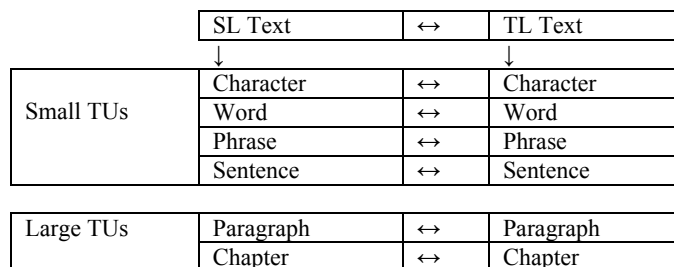 SL Text ↔ TL Text
↓ ↓
Character ↔ Character
Small TUs Word ↔ Word
Phrase ↔ Phrase
Sentence ↔ Sentence
Large TUs Paragraph ↔ Paragraph
Chapter ↔ Chapter